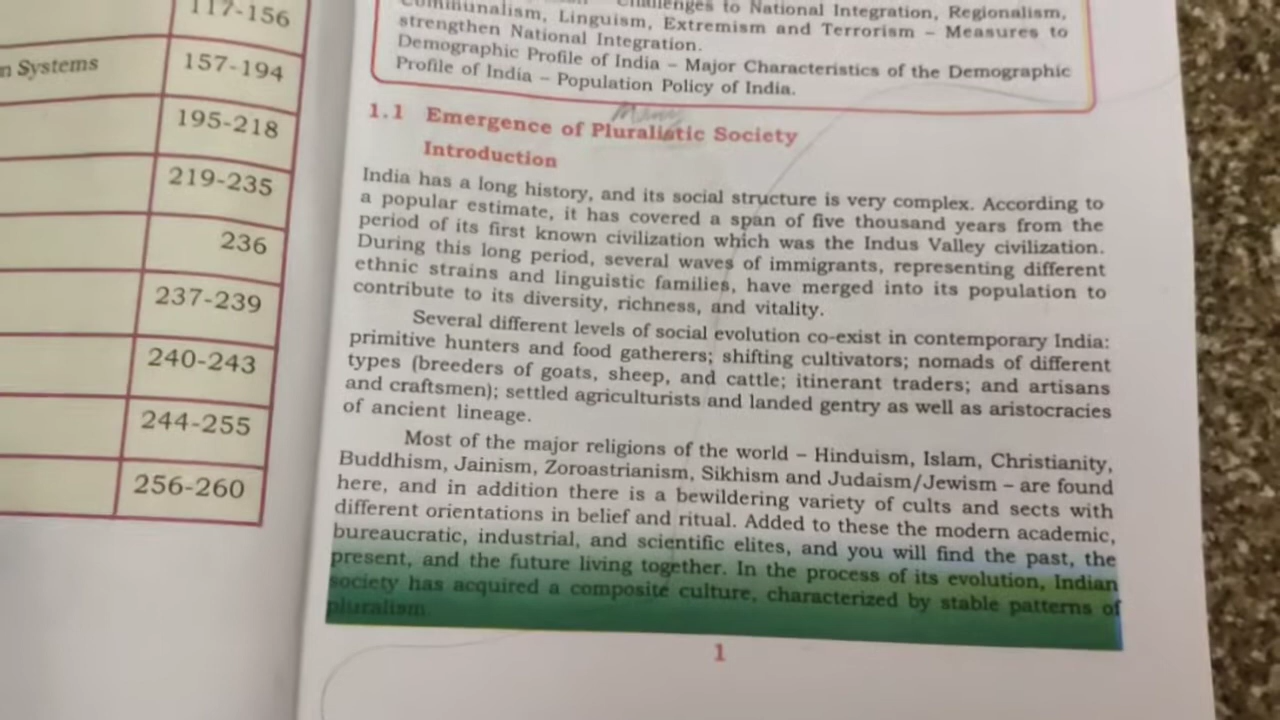 117-156
n Systems
157-194
195-218
219-235
236
237-239
240-243
244-255
256-260
Challenges to National Integration, Regionalism,
Communalism, Linguism, Extremism and Terrorism – Measures to
strengthen National Integration.
Demographic Profile of India – Major Characteristics of the Demographic
Profile of India – Population Policy of India.
Many
1.1 Emergence of Pluralistic Society
Introduction
India has a long history, and its social structure is very complex. According to
a popular estimate, it has covered a span of five thousand years from the
period of its first known civilization which was the Indus Valley civilization.
During this long period, several waves of immigrants, representing different
ethnic strains and linguistic families, have merged into its population to
contribute to its diversity, richness, and vitality.
Several different levels of social evolution co-exist in contemporary India:
primitive hunters and food gatherers; shifting cultivators; nomads of different
types (breeders of goats, sheep, and cattle; itinerant traders; and artisans
and craftsmen); settled agriculturists and landed gentry as well as aristocracies
of ancient lineage.
Most of the major religions of the world – Hinduism, Islam, Christianity,
Buddhism, Jainism, Zoroastrianism, Sikhism and Judaism/Jewism – are found
here, and in addition there is a bewildering variety of cults and sects with
different orientations in belief and ritual. Added to these the modern academic,
bureaucratic, industrial, and scientific elites, and you will find the past, the
present, and the future living together. In the process of its evolution, Indian
society has acquired a composite culture, characterized by stable patterns of
pluralism.
1